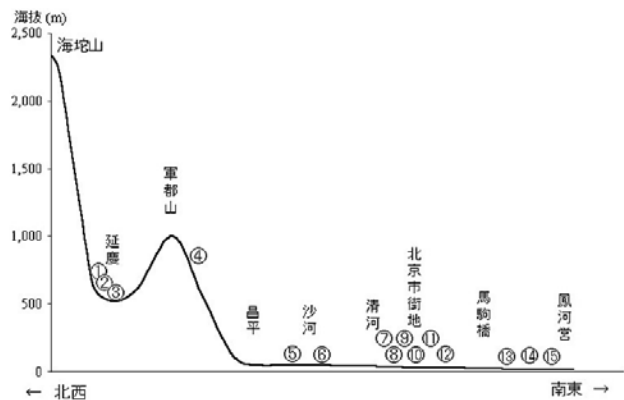 海抜 (m)
2,500
海坨山
2,000
1,500
軍都山
1,000
延慶
①
②
③
④
500
昌平
沙河
清河
北京市街地
馬駒橋
鳳河営
⑤
⑥
⑦
⑧
⑨
⑩
⑪
⑫
⑬
⑭
⑮
0
← 北西
南東 →